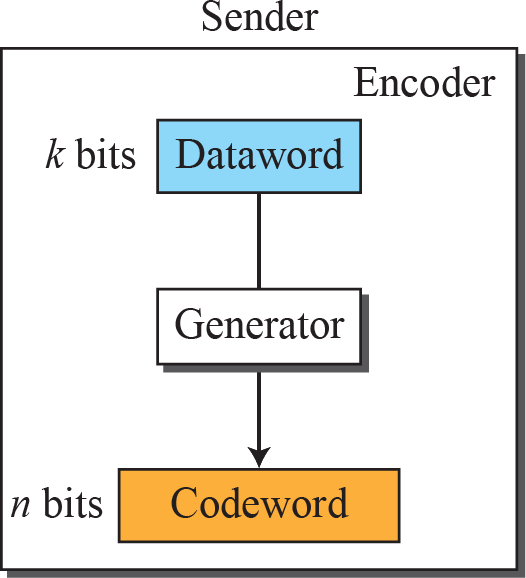 Sender
Encoder
k bits
Dataword
Generator
n bits
Codeword